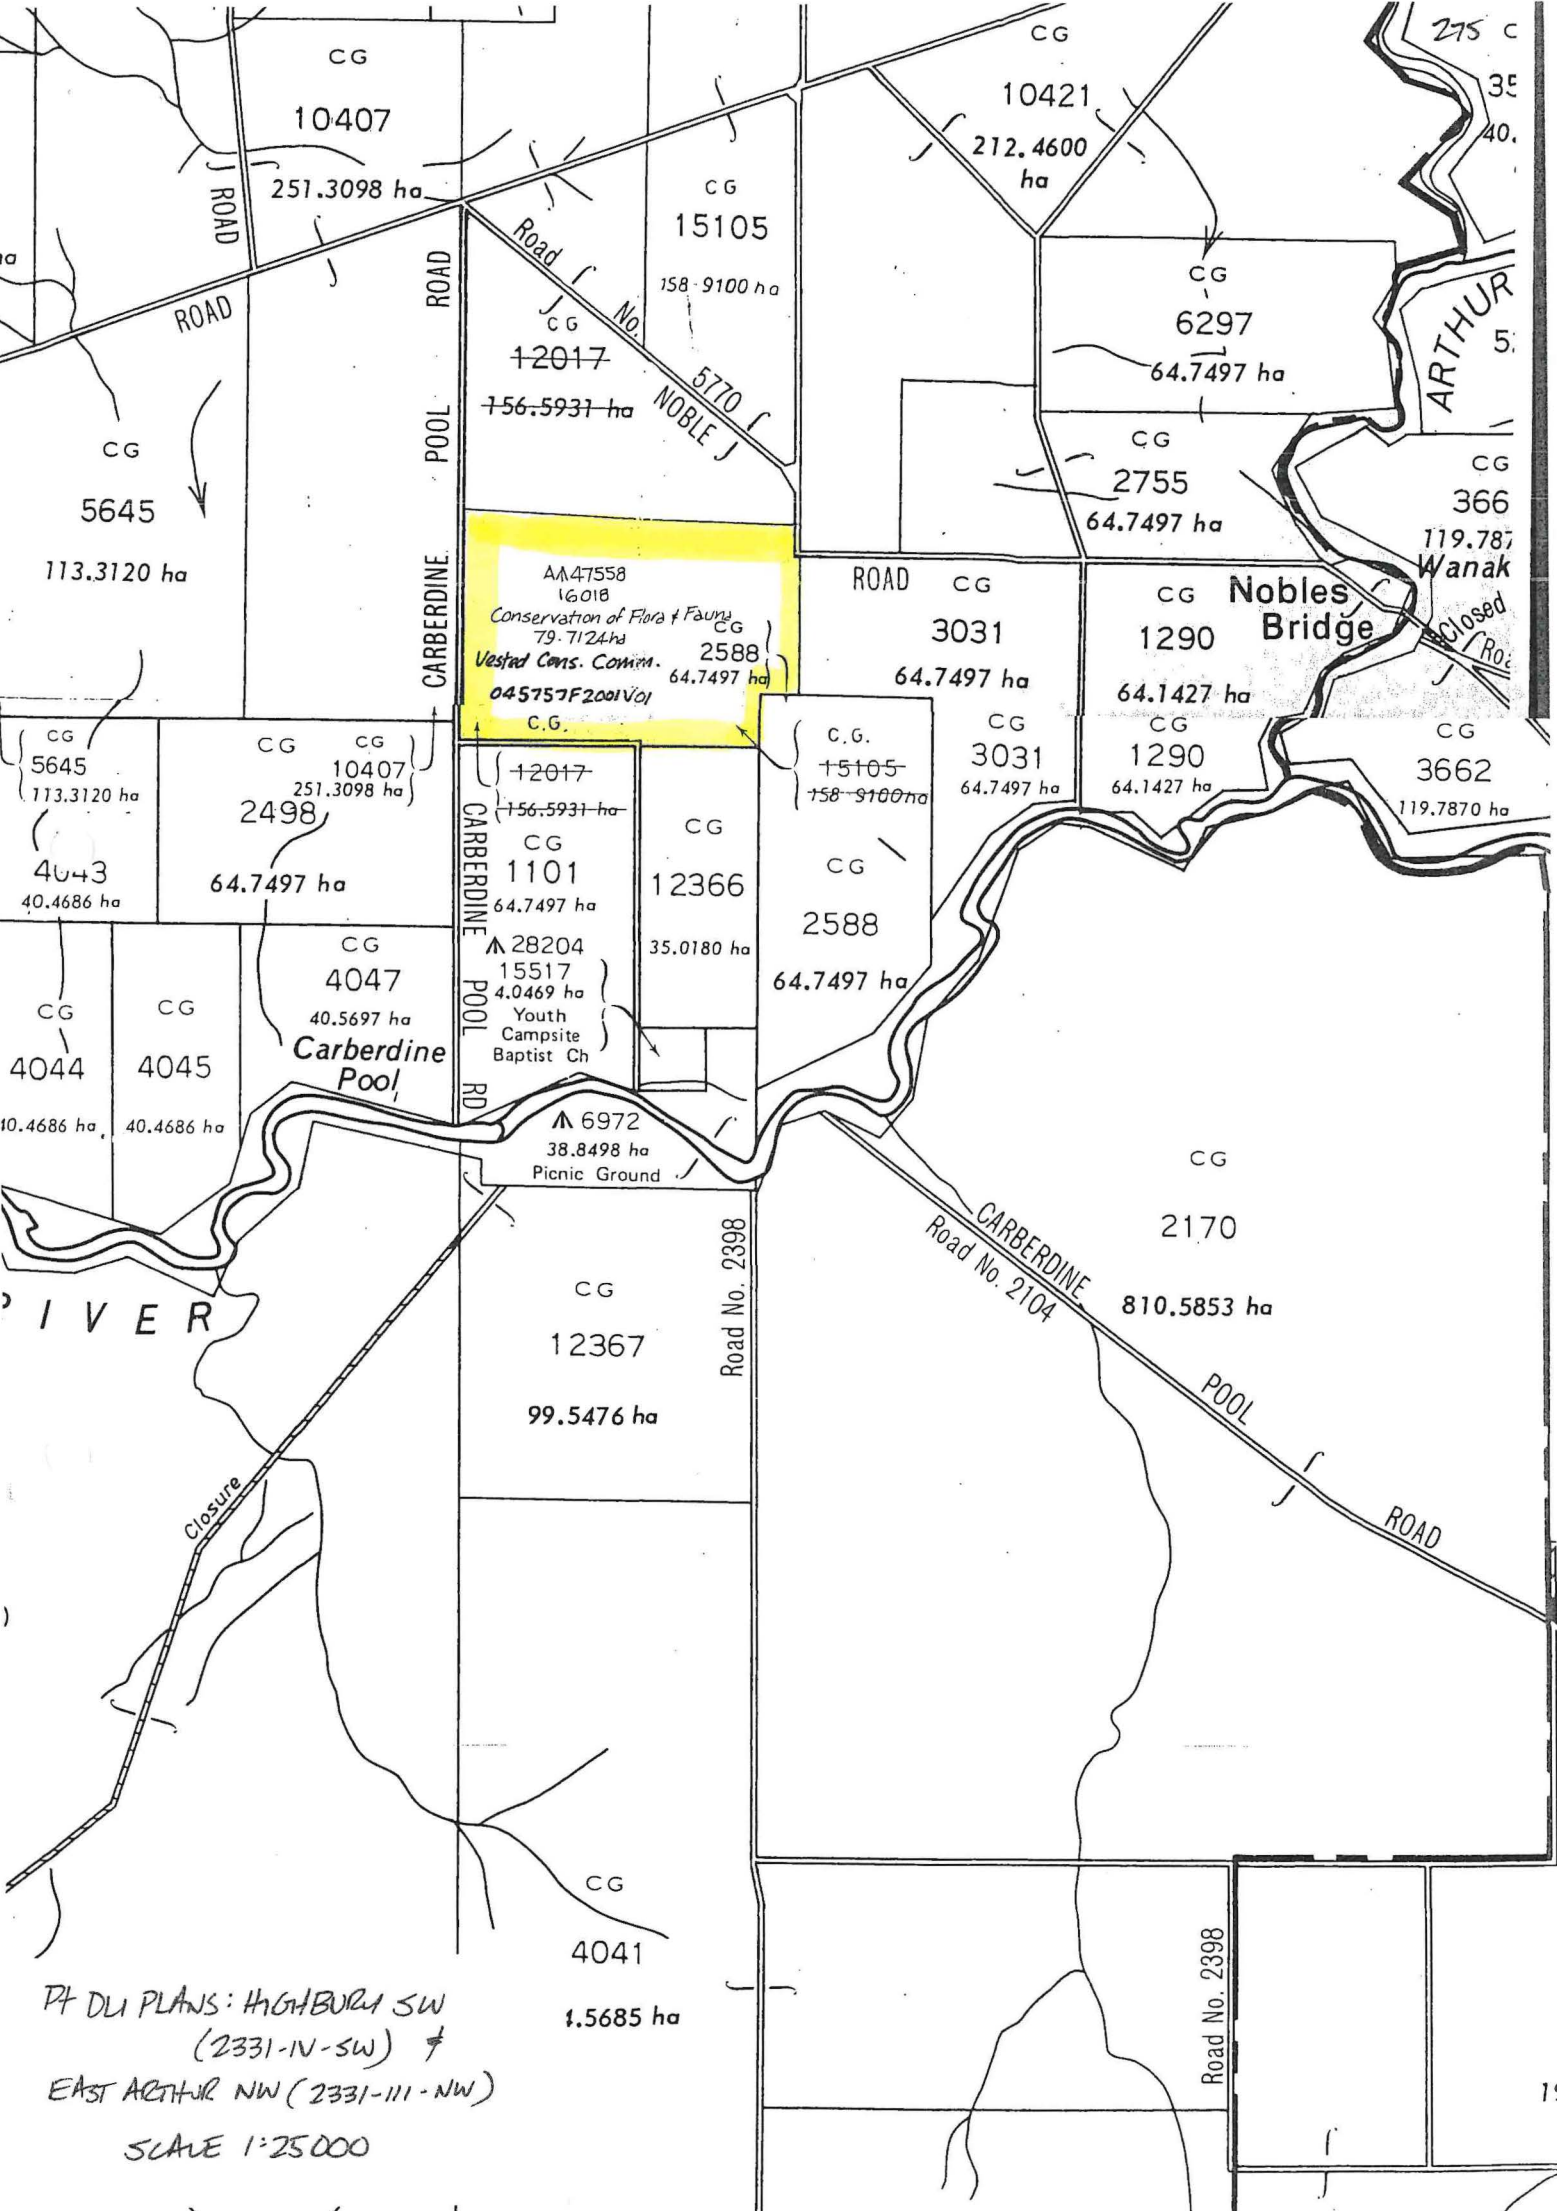 CG
10407
251.3098 ha
ROAD
ROAD
CG
15105
158.9100 ha
CG
10421
212.4600
ha
275 C
35
40.
CG
6297
64.7497 ha
ARTHUR
5
CG
5645
113.3120 ha
CARBERDINE POOL ROAD
Road No. 5770
NOBLE
CG
12017
156.5931 ha
CG
2755
64.7497 ha
CG
366
119.787
Wanak
AA47558
16018
Conservation of Flora & Fauna
79.7124ha
Vested Cons. Comm.
045757F2001V01
CG
2588
64.7497 ha
C.G.
ROAD
CG
3031
64.7497 ha
CG
1290
64.1427 ha
Nobles
Bridge
Closed
Roa
CG
5645
113.3120 ha
4043
40.4686 ha
CG
2498
64.7497 ha
CG
10407
251.3098 ha
12017
156.5931 ha
CG
1101
64.7497 ha
28204
15517
4.0469 ha
Youth
Campsite
Baptist Ch
CARBERDINE POOL RD
CG
12366
35.0180 ha
C.G.
15105
158 9100ha
CG
2588
64.7497 ha
CG
3031
64.7497 ha
CG
1290
64.1427 ha
CG
3662
119.7870 ha
CG
4044
40.4686 ha
CG
4045
40.4686 ha
CG
4047
40.5697 ha
Carberdine
Pool
6972
38.8498 ha
Picnic Ground
RIVER
CG
2170
810.5853 ha
CARBERDINE POOL ROAD
Road No. 2104
Road No. 2398
CG
12367
99.5476 ha
Closure
CG
4041
1.5685 ha
Road No. 2398
19
Pt DLI PLANS: HIGHBURY SW
(2331-IV-SW) &
EAST ARTHUR NW (2331-III-NW)
SCALE 1:25000